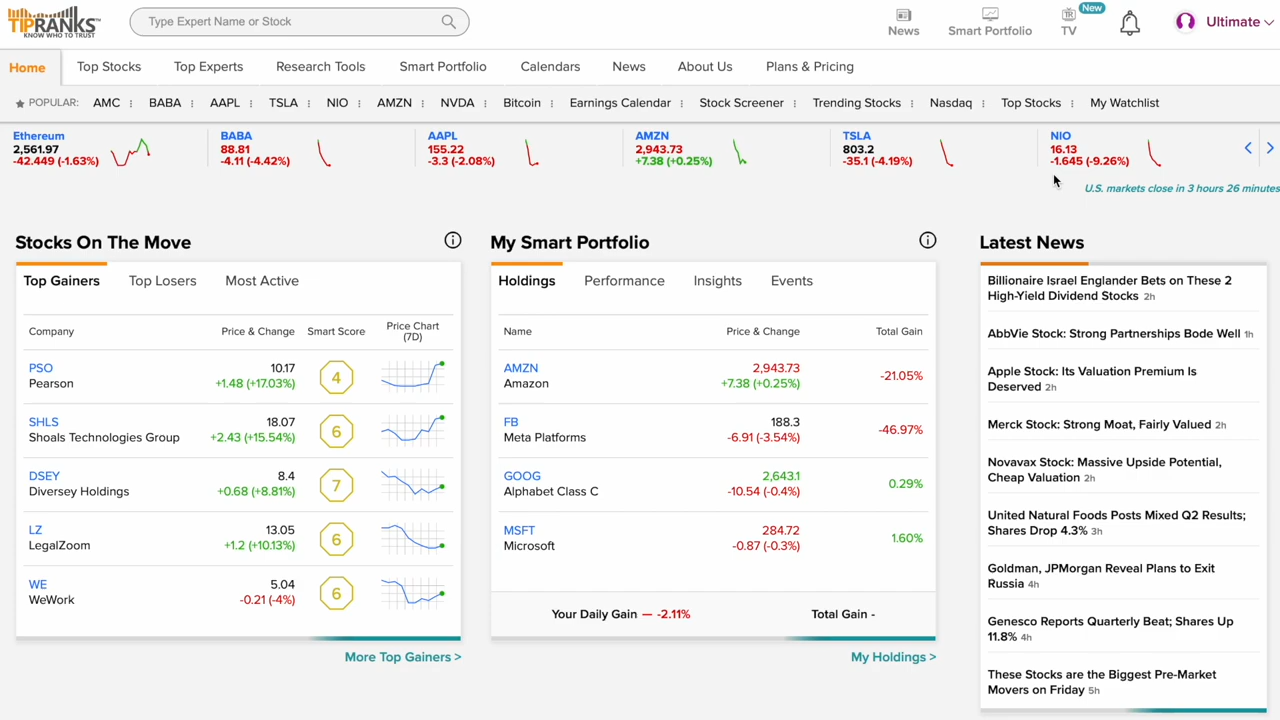 TIPRANKS
KNOW WHO TO TRUST
Type Expert Name or Stock
News
Smart Portfolio
TR
TV
New
Ultimate
Home
Top Stocks
Top Experts
Research Tools
Smart Portfolio
Calendars
News
About Us
Plans & Pricing
POPULAR:
AMC
BABA
AAPL
TSLA
NIO
AMZN
NVDA
Bitcoin
Earnings Calendar
Stock Screener
Trending Stocks
Nasdaq
Top Stocks
My Watchlist
Ethereum
2,561.97
-42.449 (-1.63%)
BABA
88.81
-4.11 (-4.42%)
AAPL
155.22
-3.3 (-2.08%)
AMZN
2,943.73
+7.38 (+0.25%)
TSLA
803.2
-35.1 (-4.19%)
NIO
16.13
-1.645 (-9.26%)
U.S. markets close in 3 hours 26 minutes
Stocks On The Move
Top Gainers
Top Losers
Most Active
Company
Price & Change
Smart Score
Price Chart
(7D)
PSO
Pearson
10.17
+1.48 (+17.03%)
4
SHLS
Shoals Technologies Group
18.07
+2.43 (+15.54%)
6
DSEY
Diversey Holdings
8.4
+0.68 (+8.81%)
7
LZ
LegalZoom
13.05
+1.2 (+10.13%)
6
WE
WeWork
5.04
-0.21 (-4%)
6
More Top Gainers >
My Smart Portfolio
Holdings
Performance
Insights
Events
Name
Price & Change
Total Gain
AMZN
Amazon
2,943.73
+7.38 (+0.25%)
-21.05%
FB
Meta Platforms
188.3
-6.91 (-3.54%)
-46.97%
GOOG
Alphabet Class C
2,643.1
-10.54 (-0.4%)
0.29%
MSFT
Microsoft
284.72
-0.87 (-0.3%)
1.60%
Your Daily Gain — -2.11%
Total Gain -
My Holdings >
Latest News
Billionaire Israel Englander Bets on These 2
High-Yield Dividend Stocks 2h
AbbVie Stock: Strong Partnerships Bode Well 1h
Apple Stock: Its Valuation Premium Is
Deserved 2h
Merck Stock: Strong Moat, Fairly Valued 2h
Novavax Stock: Massive Upside Potential,
Cheap Valuation 2h
United Natural Foods Posts Mixed Q2 Results;
Shares Drop 4.3% 3h
Goldman, JPMorgan Reveal Plans to Exit
Russia 4h
Genesco Reports Quarterly Beat; Shares Up
11.8% 4h
These Stocks are the Biggest Pre-Market
Movers on Friday 5h